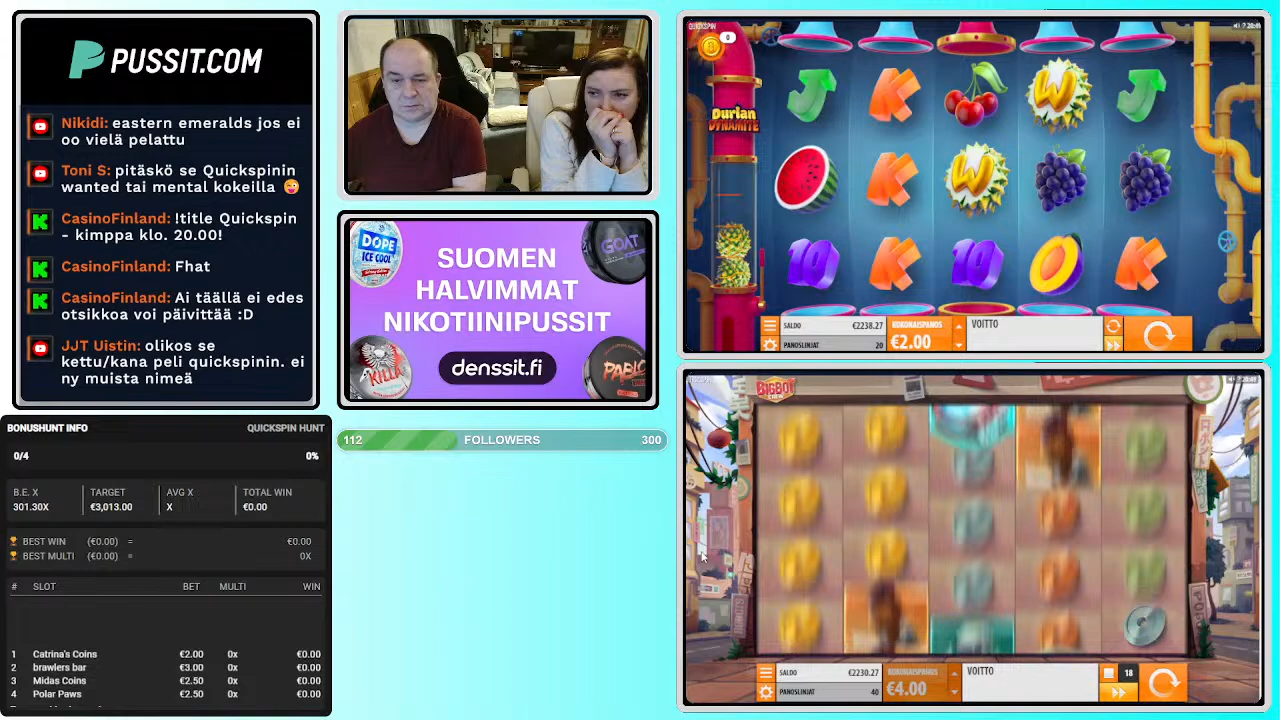 PUSSIT.COM
Nikidi: eastern emeralds jos ei
oo vielä pelattu
Toni S: pitäskö se Quickspinin
wanted tai mental kokeilla 😜
CasinoFinland: !title Quickspin
- kimppa klo. 20.00!
CasinoFinland: Fhat
CasinoFinland: Ai täällä ei edes
otsikkoa voi päivittää :D
JJT Uistin: olikos se
kettu/kana peli quickspinin. ei
ny muista nimeä
DOPE
ICE COOL
GOAT
SUOMEN
HALVIMMAT
NIKOTIINIPUSSIT
KILLA
denssit.fi
PABLO
112 FOLLOWERS 300
BONUSHUNT INFO QUICKSPIN HUNT
0/4 0%
B.E. X TARGET AVG X TOTAL WIN
301.30X €3,013.00 X €0.00
BEST WIN (€0.00) = €0.00
BEST MULTI (€0.00) = 0X
# SLOT BET MULTI WIN
1 Catrina's Coins €2.00 0x €0.00
2 brawlers bar €3.00 0x €0.00
3 Midas Coins €2.50 0x €0.00
4 Polar Paws €2.50 0x €0.00
QUICKSPIN
0
Durian
DYNAMITE
J K W J
K W
10 K 10 K
SALDO €2238.27 KOKONAISPANOS VOITTO
PANOSLINJAT 20 €2.00
BIGBOT
CREW
SALDO €2230.27 KOKONAISPANOS VOITTO 18
PANOSLINJAT 40 €4.00